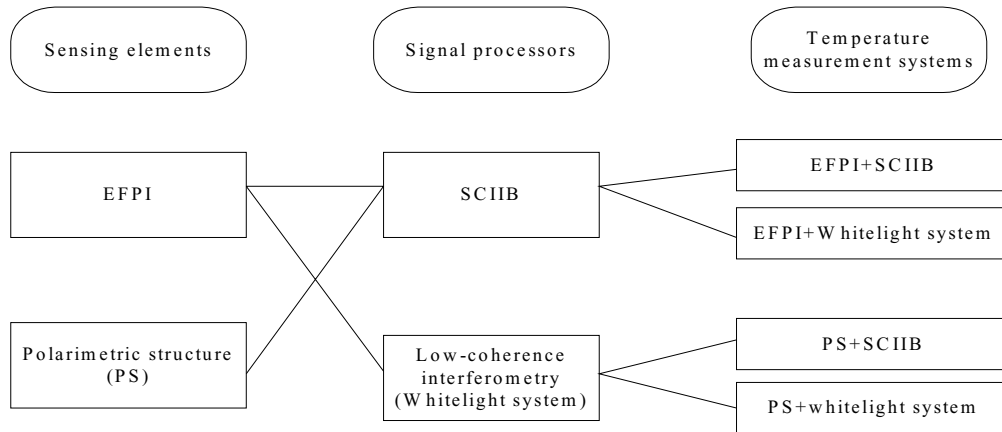 Sensing elements
Signal processors
Temperature
measurement systems
EFPI
SCIIB
EFPI+SCIIB
EFPI+Whitelight system
Polarimetric structure
(PS)
Low-coherence
interferometry
(Whitelight system)
PS+SCIIB
PS+whitelight system